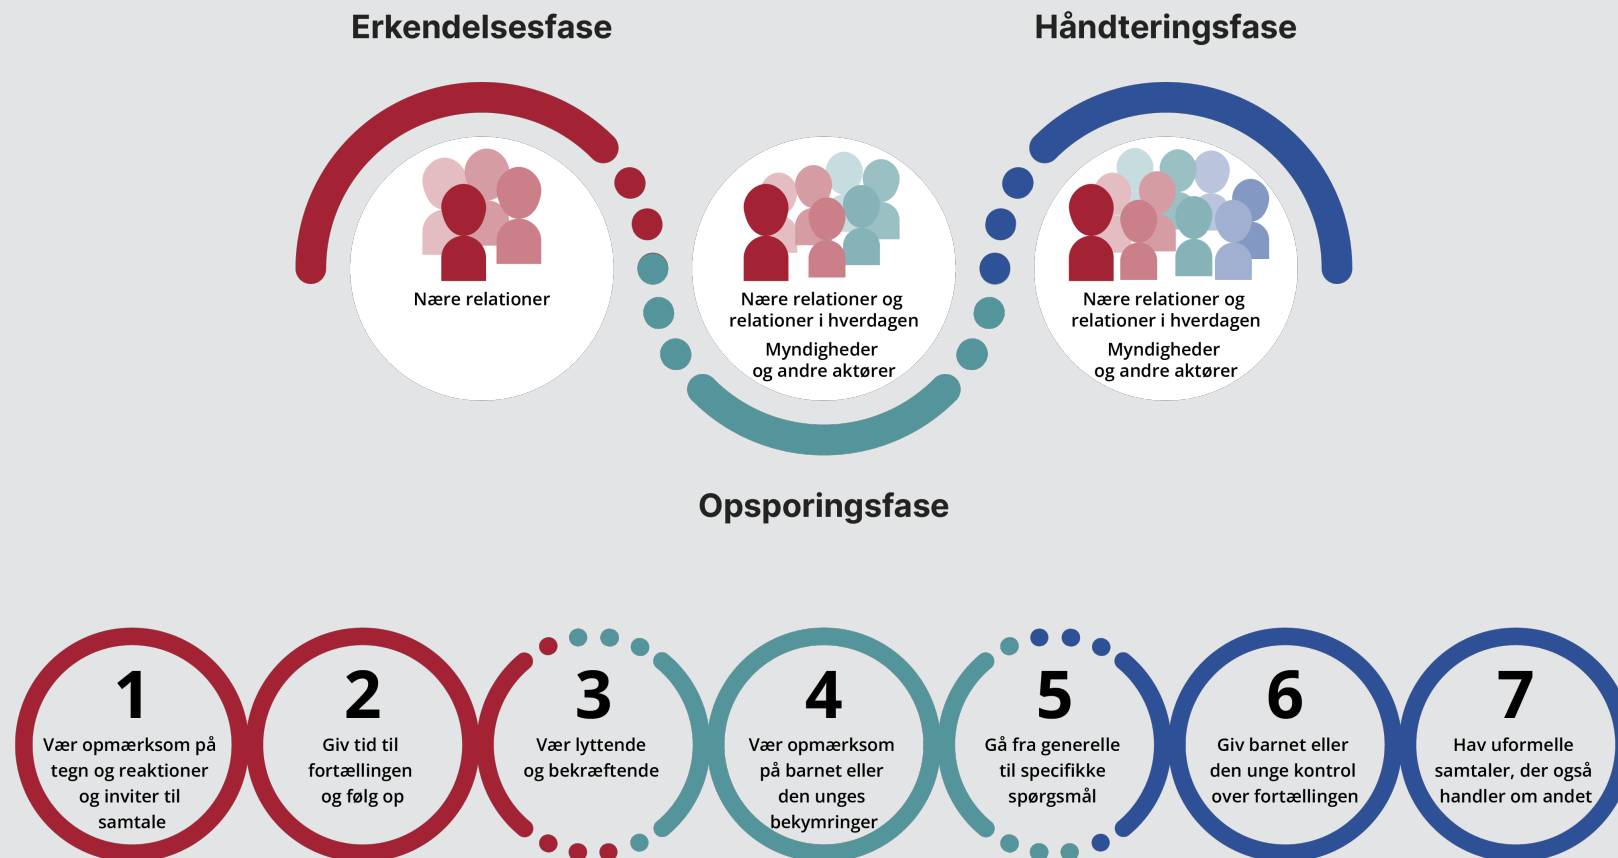 Erkendelsesfase
Håndteringsfase
Nære relationer
Nære relationer og
relationer i hverdagen
Myndigheder
og andre aktører
Nære relationer og
relationer i hverdagen
Myndigheder
og andre aktører
Opsporingsfase
1
Vær opmærksom på
tegn og reaktioner
og inviter til
samtale
2
Giv tid til
fortællingen
og følg op
3
Vær lyttende
og bekræftende
4
Vær opmærksom
på barnet eller
den unges
bekymringer
5
Gå fra generelle
til specifikke
spørgsmål
6
Giv barnet eller
den unge kontrol
over fortællingen
7
Hav uformelle
samtaler, der også
handler om andet